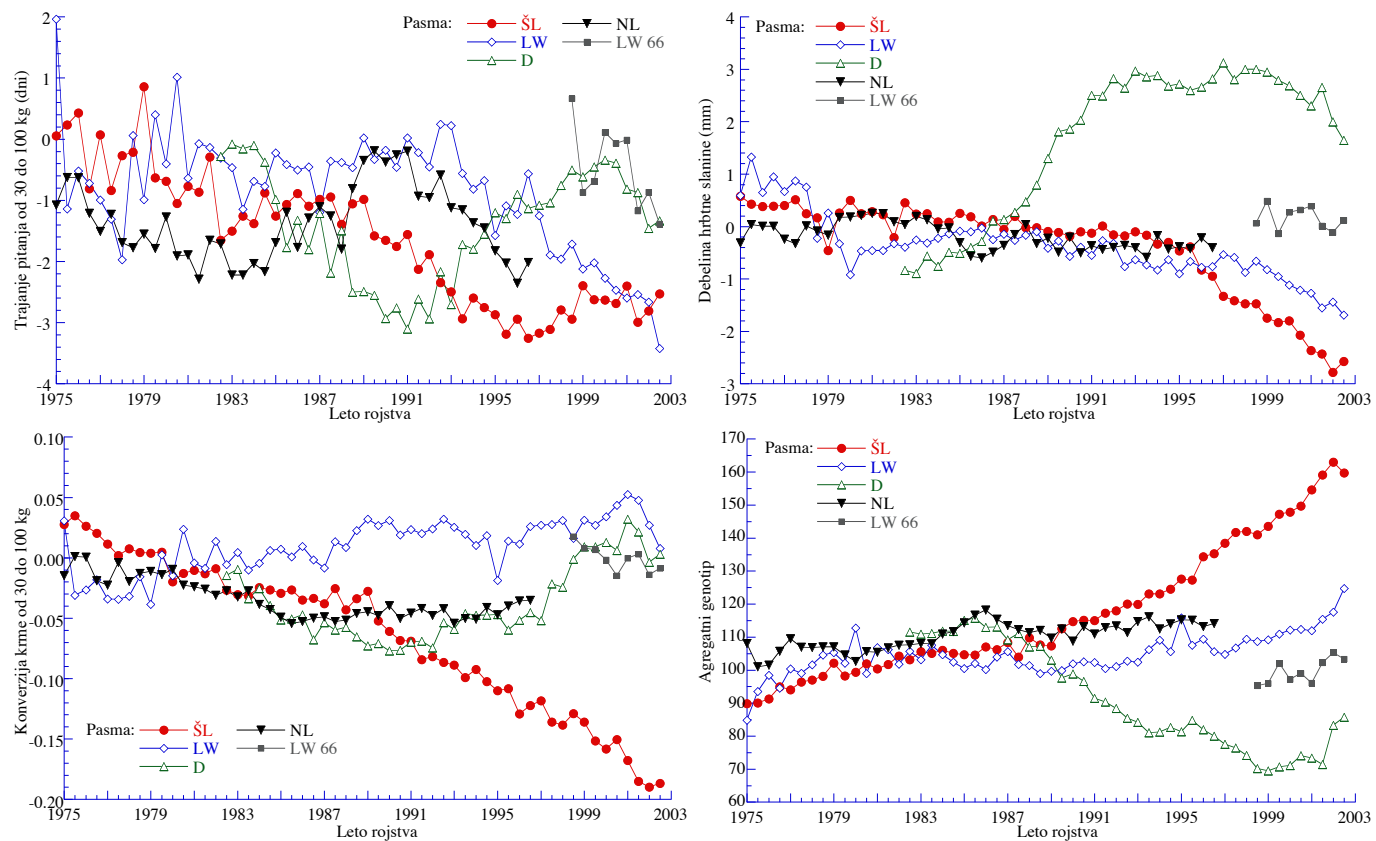 Trajanje pitanja od 30 do 100 kg (dni)
2
1
0
-1
-2
-3
-4
Pasma: ŠL NL
LW LW 66
D
1975 1979 1983 1987 1991 1995 1999 2003
Leto rojstva
Debelina hrbtne slanine (mm)
4
3
2
1
0
-1
-2
-3
Pasma: ŠL
LW
D
NL
LW 66
1975 1979 1983 1987 1991 1995 1999 2003
Leto rojstva
Konverzija krme od 30 do 100 kg
0.10
0.05
0.00
-0.05
-0.10
-0.15
-0.20
Pasma: ŠL NL
LW LW 66
D
1975 1979 1983 1987 1991 1995 1999 2003
Leto rojstva
Agregatni genotip
170
160
150
140
130
120
110
100
90
80
70
60
Pasma: ŠL
LW
D
NL
LW 66
1975 1979 1983 1987 1991 1995 1999 2003
Leto rojstva